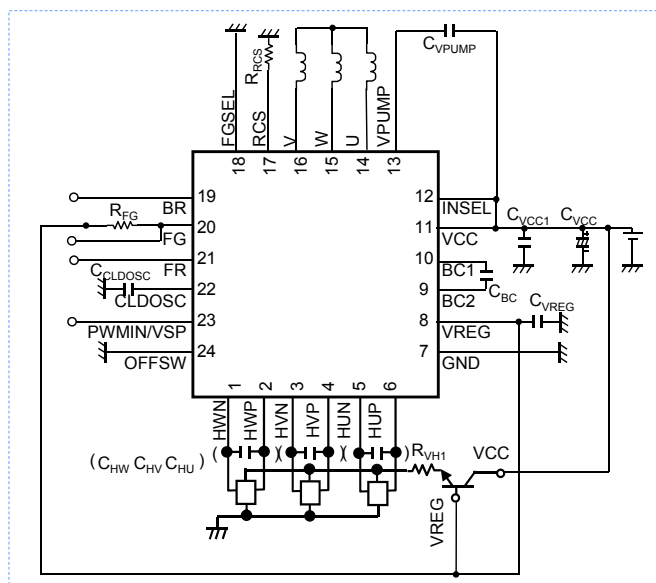 C_VPUMP
R_RCS
FGSEL
RCS
V
W
U
VPUMP
18
17
16
15
14
13
19
BR
12
INSEL
R_FG
20
FG
11
VCC
C_VCC1
C_VCC
+
21
FR
10
BC1
C_BC
C_CLDOSC
22
CLDOSC
9
BC2
C_VREG
23
PWMIN/VSP
8
VREG
24
OFFSW
7
GND
1
2
3
4
5
6
HWN
HWP
HVN
HVP
HUN
HUP
(C_HW C_HV C_HU)
( )( )( )
R_VH1
VCC
VREG